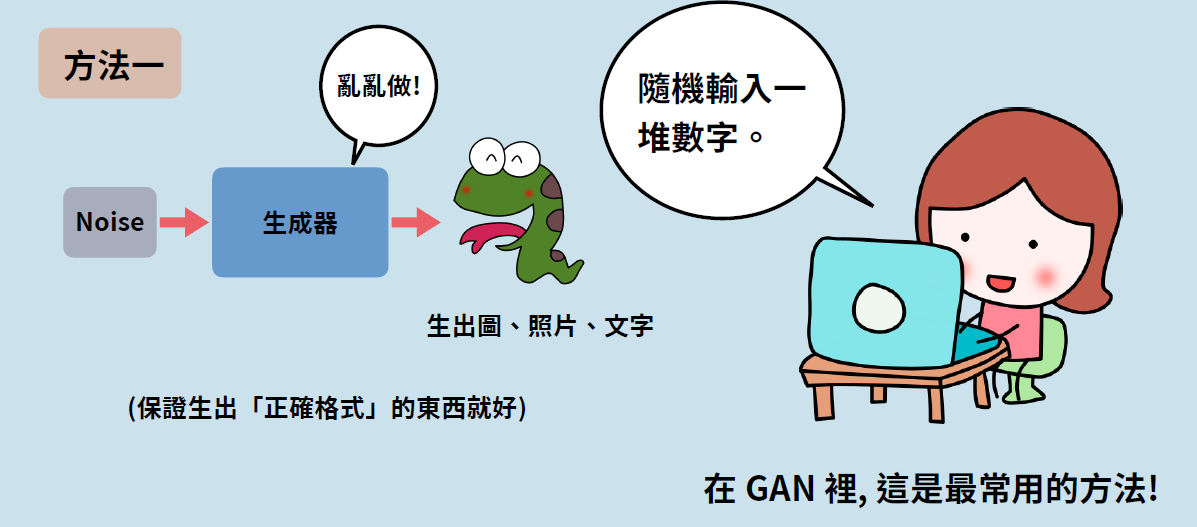 方法一
亂亂做!
隨機輸入一
堆數字。
Noise
生成器
生出圖、照片、文字
(保證生出「正確格式」的東西就好)
在 GAN 裡, 這是最常用的方法!